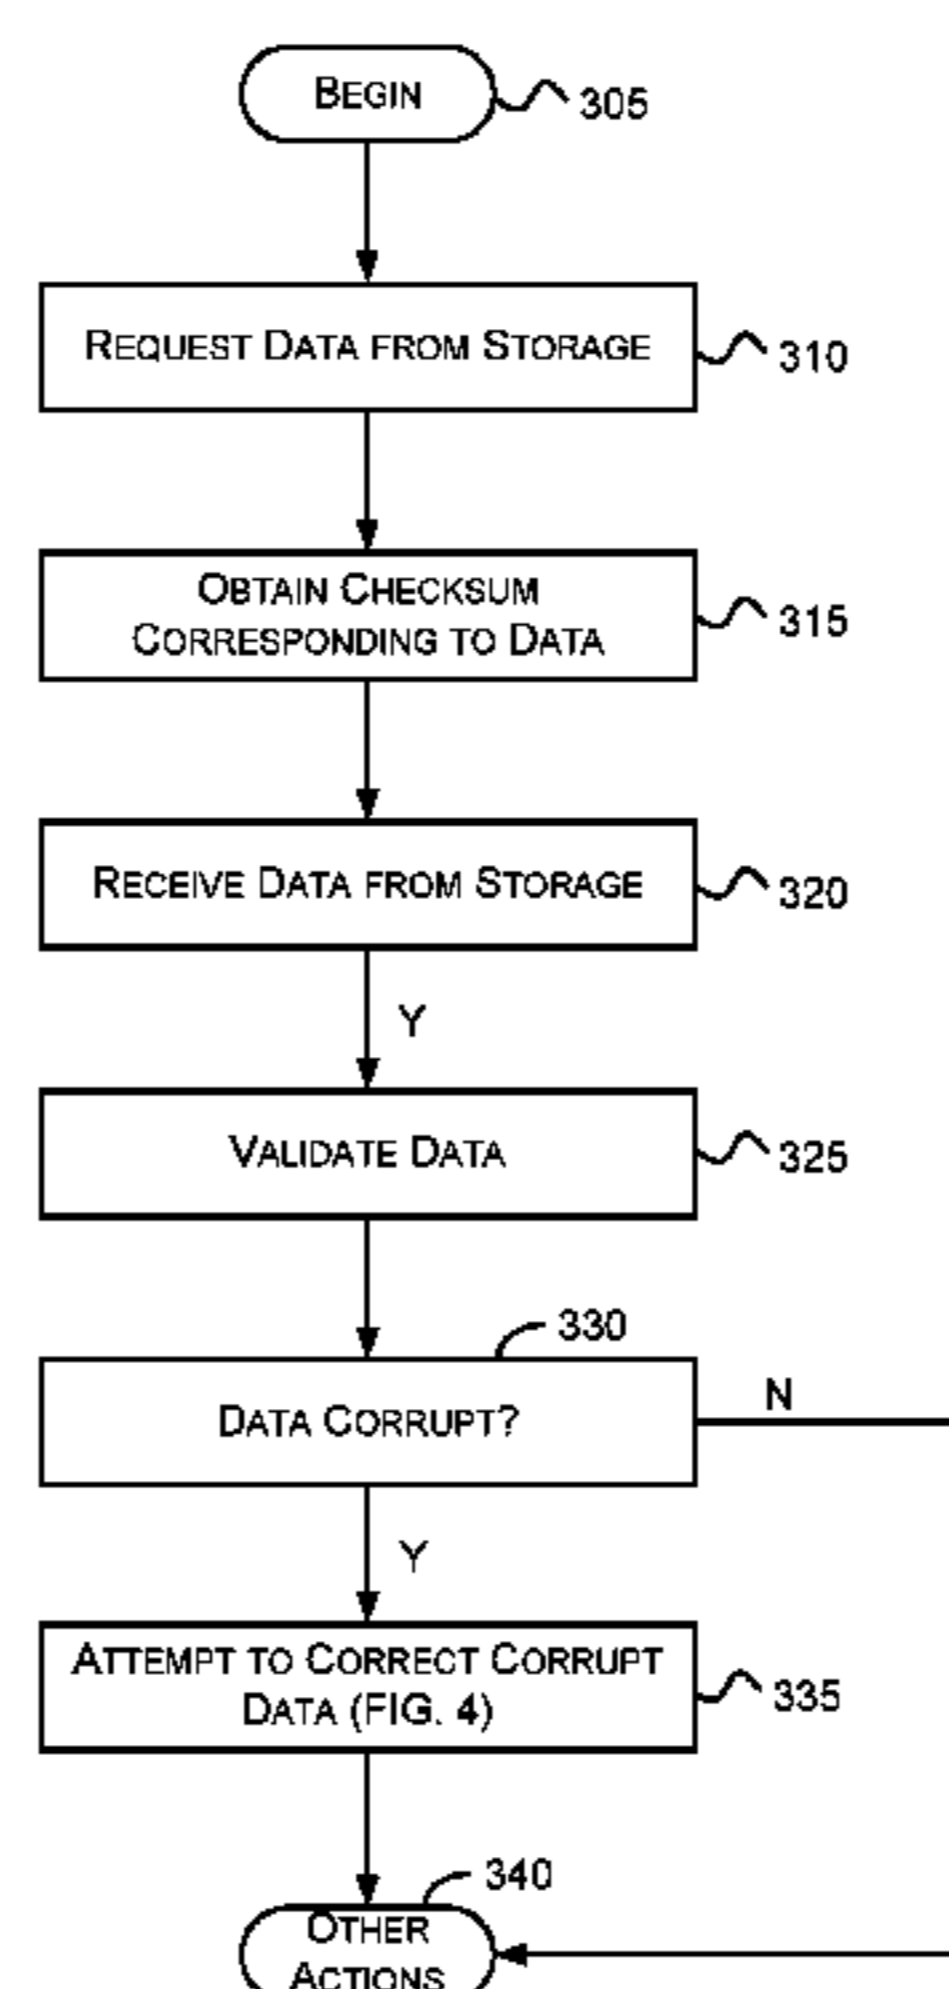 BEGIN
305
REQUEST DATA FROM STORAGE
310
OBTAIN CHECKSUM
CORRESPONDING TO DATA
315
RECEIVE DATA FROM STORAGE
320
Y
VALIDATE DATA
325
330
DATA CORRUPT?
N
Y
ATTEMPT TO CORRECT CORRUPT
DATA (FIG. 4)
335
340
OTHER
ACTIONS